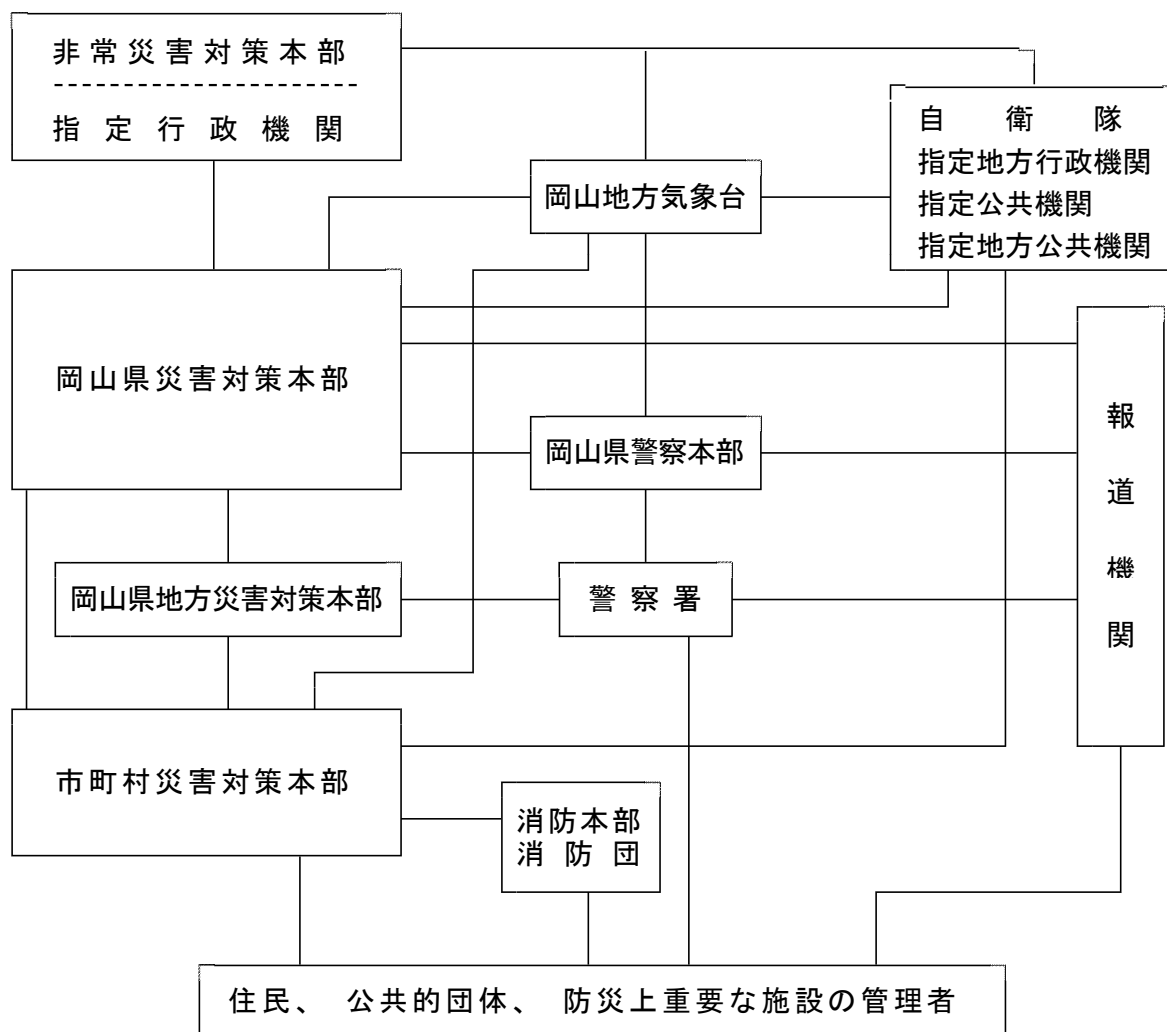 非常災害対策本部
指定行政機関
自衛隊
指定地方行政機関
指定公共機関
指定地方公共機関
岡山地方気象台
岡山県災害対策本部
報道機関
岡山県警察本部
岡山県地方災害対策本部
警察署
市町村災害対策本部
消防本部
消防団
住民、公共的団体、防災上重要な施設の管理者